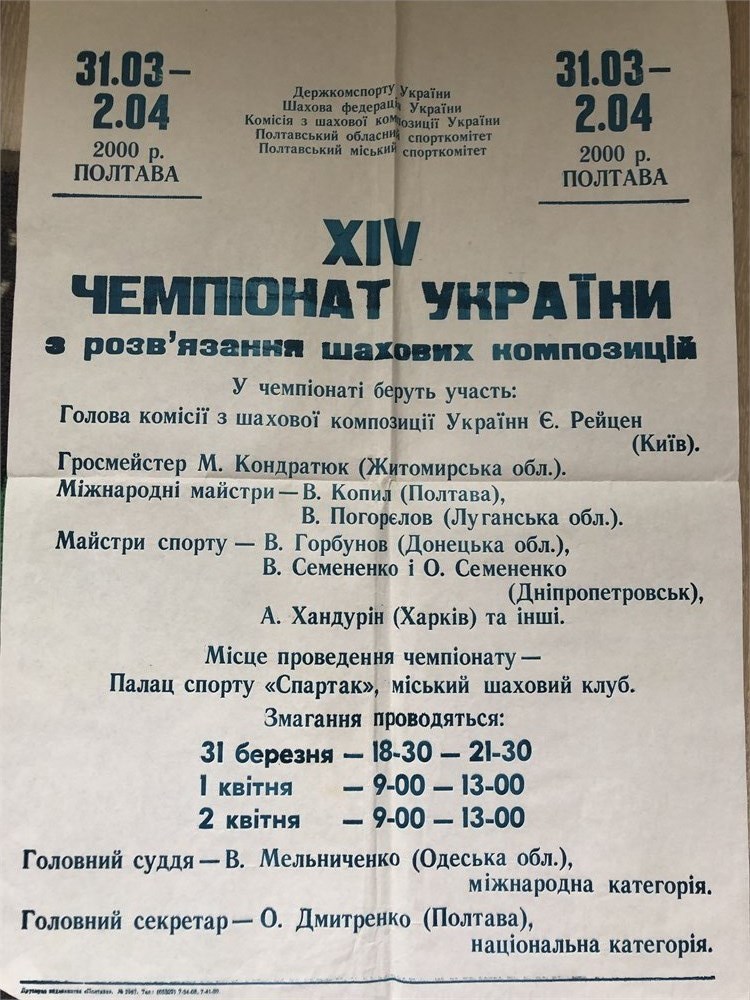 31.03–
2.04
2000 р.
ПОЛТАВА
Держкомспорту України
Шахова федерація України
Комісія з шахової композиції України
Полтавський обласний спорткомітет
Полтавський міський спорткомітет
31.03–
2.04
2000 р.
ПОЛТАВА
XIV
ЧЕМПІОНАТ УКРАЇНИ
з розв'язання шахових композицій
У чемпіонаті беруть участь:
Голова комісії з шахової композиції Українн Є. Рейцен
(Київ).
Гросмейстер М. Кондратюк (Житомирська обл.).
Міжнародні майстри — В. Копил (Полтава),
В. Погорєлов (Луганська обл.).
Майстри спорту — В. Горбунов (Донецька обл.),
В. Семененко і О. Семененко
(Дніпропетровськ),
А. Хандурін (Харків) та інші.
Місце проведення чемпіонату —
Палац спорту «Спартак», міський шаховий клуб.
Змагання проводяться:
31 березня — 18-30 — 21-30
1 квітня — 9-00 — 13-00
2 квітня — 9-00 — 13-00
Головний суддя — В. Мельниченко (Одеська обл.),
міжнародна категорія.
Головний секретар — О. Дмитренко (Полтава),
національна категорія.
Друкарня видавництва «Полтава».